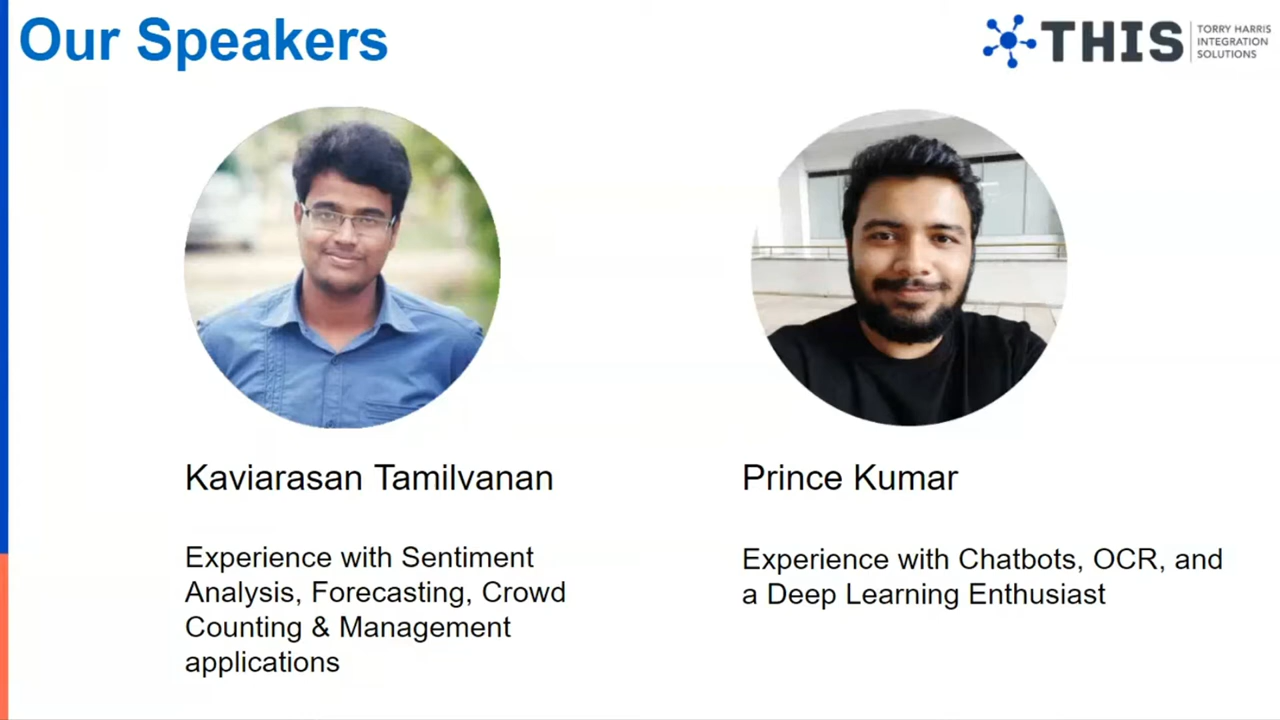 Our Speakers
THIS
TORRY HARRIS
INTEGRATION
SOLUTIONS
Kaviarasan Tamilvanan
Experience with Sentiment
Analysis, Forecasting, Crowd
Counting & Management
applications
Prince Kumar
Experience with Chatbots, OCR, and
a Deep Learning Enthusiast